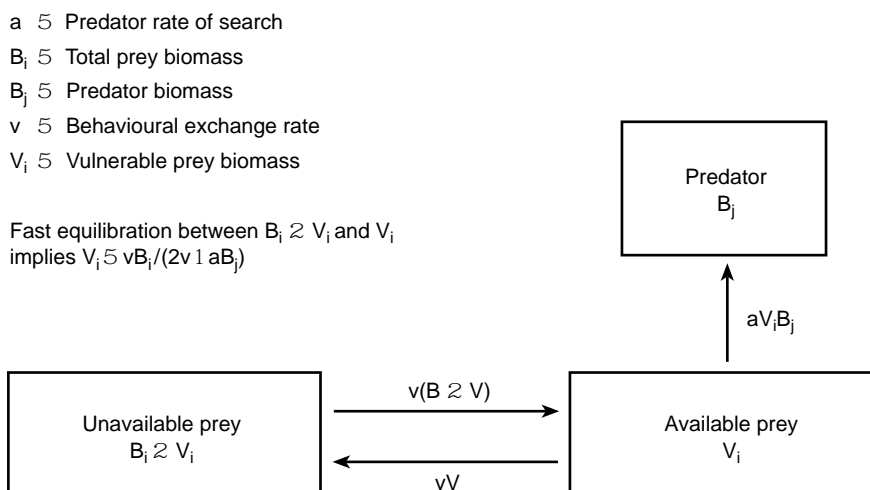 a 5 Predator rate of search
Bi 5 Total prey biomass
Bj 5 Predator biomass
v 5 Behavioural exchange rate
Vi 5 Vulnerable prey biomass
Fast equilibration between Bi 2 Vi and Vi
implies Vi 5 vBi/(2v 1 aBj)
Predator
Bj
aViBj
v(B 2 V)
Unavailable prey
Bi 2 Vi
Available prey
Vi
vV